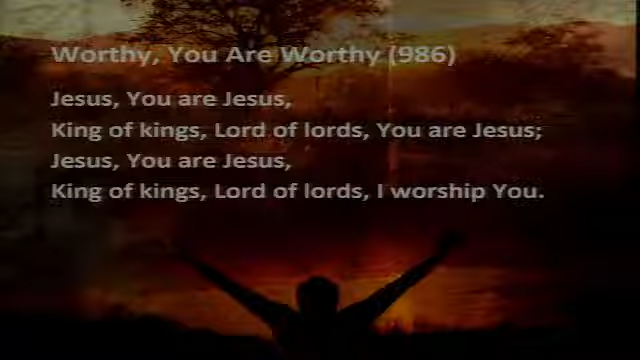 Worthy, You Are Worthy (986)
Jesus, You are Jesus,
King of kings, Lord of lords, You are Jesus;
Jesus, You are Jesus,
King of kings, Lord of lords, I worship You.